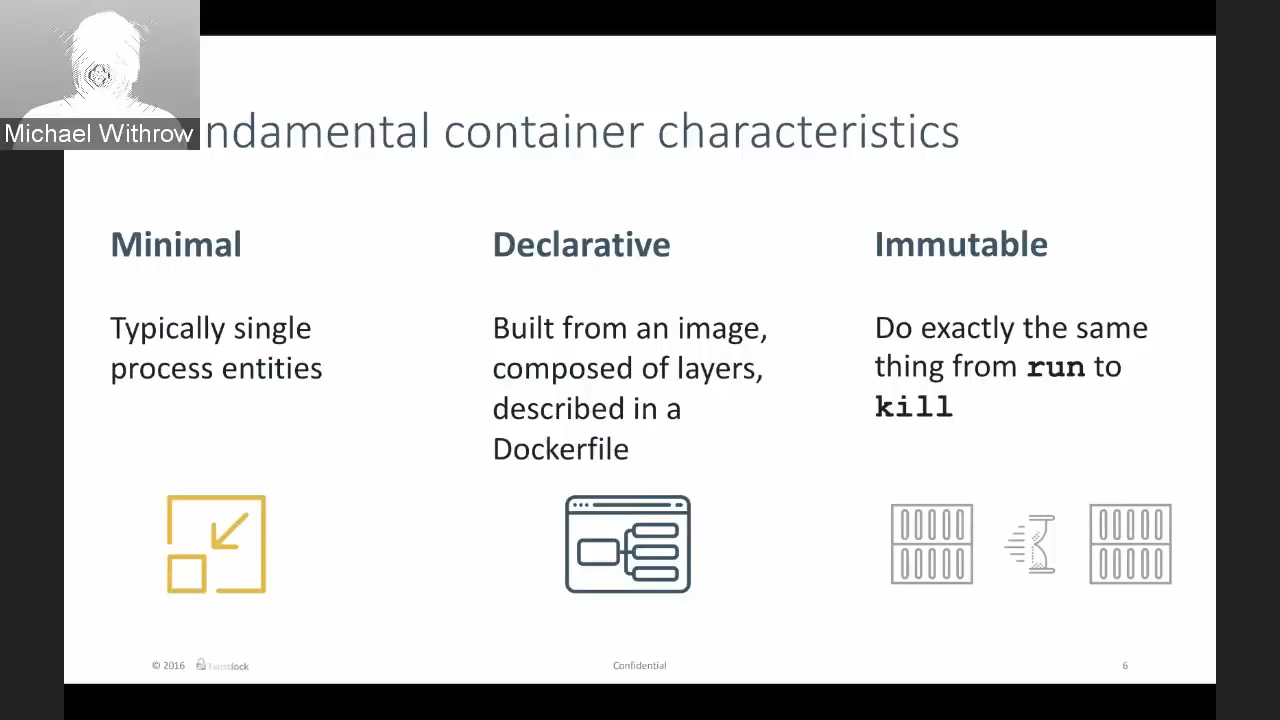 Michael Withrow
ndamental container characteristics
Minimal
Typically single
process entities
Declarative
Built from an image,
composed of layers,
described in a
Dockerfile
Immutable
Do exactly the same
thing from run to
kill
© 2016
Twistlock
Confidential
6